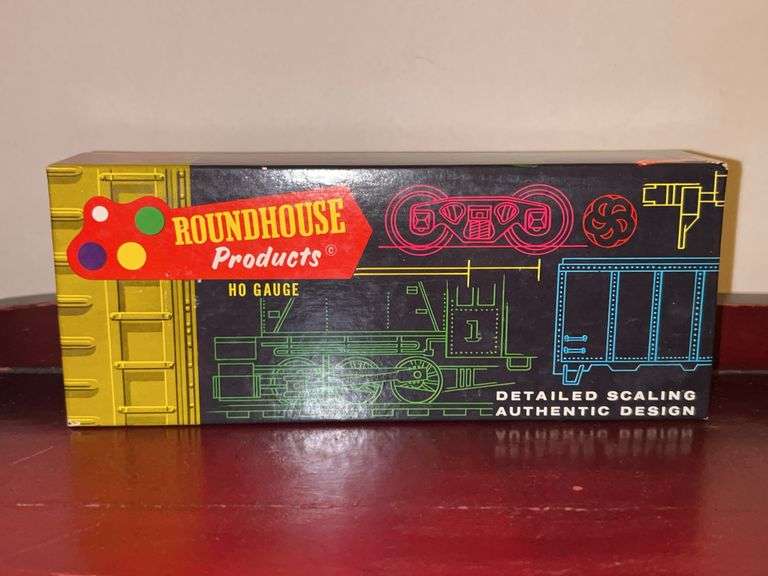 ROUNDHOUSE
Products ©
HO GAUGE
1
DETAILED SCALING
AUTHENTIC DESIGN